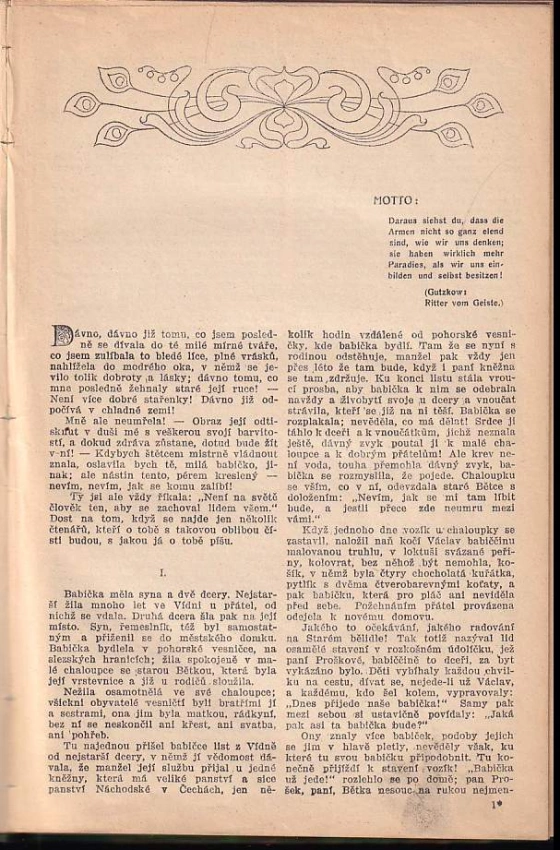 MOTTO:
Daraus siehst du, dass die
Armen nicht so ganz elend
sind, wie wir uns denken;
sie haben wirklich mehr
Paradies, als wir uns ein-
bilden und selbst besitzen!
(Gutzkow:
Ritter vom Geiste.)
Dávno, dávno již tomu, co jsem posled-
ně se dívala do té milé mírné tváře,
co jsem zulíbala to bledé líce, plné vrásků,
nahlížela do modrého oka, v němž se je-
vilo tolik dobroty a lásky; dávno tomu, co
mne posledně žehnaly staré její ruce! —
Není více dobré stařenky! Dávno již od-
počívá v chladné zemi!
Mně ale neumřela! — Obraz její odti-
sknut v duši mé s veškerou svojí barvito-
stí, a dokud zdráva zůstane, dotud bude žít
v ní! — Kdybych štětcem mistrně vládnout
znala, oslavila bych tě, milá babičko, ji-
nak; ale nástin tento, pérem kreslený —
nevím, nevím, jak se komu zalíbí!
Ty jsi ale vždy říkala: „Není na světě
člověk ten, aby se zachoval lidem všem.“
Dost na tom, když se najde jen několik
čtenářů, kteří o tobě s takovou oblibou čí-
sti budou, s jakou já o tobě píšu.
I.
Babička měla syna a dvě dcery. Nejstar-
ší žila mnoho let ve Vídni u přátel, od
nichž se vdala. Druhá dcera šla pak na její
místo. Syn, řemeslník, též byl samostat-
ným a přiženil se do městského domku.
Babička bydlela v pohorské vesničce, na
slezských hranicích; žila spokojeně v ma-
lé chaloupce se starou Bětkou, která byla
její vrstevnice a již u rodičů sloužila.
Nežila osamotnělá ve své chaloupce;
všickni obyvatelé vesničtí byli bratřími jí
a sestrami, ona jim byla matkou, rádkyní,
bez ní se neskončil ani křest, ani svatba,
ani pohřeb.
Tu najednou přišel babičce list z Vídně
od nejstarší dcery, v němž jí vědomost dá-
vala, že manžel její službu přijal u jedné
kněžny, která má veliké panství a sice
panství Náchodské v Čechách, jen ně-
kolik hodin vzdálené od pohorské vesni-
čky, kde babička bydlí. Tam že se nyní s
rodinou odstěhuje, manžel pak vždy jen
přes léto že tam bude, když i paní kněžna
se tam zdržuje. Ku konci listu stála vrou-
cí prosba, aby babička k nim se odebrala
navždy a živobytí svoje u dcery a vnoučat
strávila, kteří se již na ni těší. Babička se
rozplakala; nevěděla, co má dělat! Srdce jí
táhlo k dceři a k vnoučátkům, jichž neznala
ještě, dávný zvyk poutal ji k malé cha-
loupce a k dobrým přátelům! Ale krev ne-
ní voda, touha přemohla dávný zvyk, ba-
bička se rozmyslila, že pojede. Chaloupku
se vším, co v ní, odevzdala staré Bětce s
doložením: „Nevím, jak se mi tam líbit
bude, a jestli přece zde neumru mezi
vámi.“
Když jednoho dne vozík u chaloupky se
zastavil, naložil naň kočí Václav babiččinu
malovanou truhlu, v loktuši svázané peři-
ny, kolovrat, bez něhož být nemohla, ko-
šík, v němž byla čtyry chocholatá kuřátka,
pytlík s dvěma čtverobarevnými koťaty, a
pak babičku, která pro pláč ani neviděla
před sebe. Požehnáním přátel provázena
odejela k novému domovu.
Jakého to očekávání, jakého radování
na Starém bělidle! Tak totiž nazýval lid
osamělé stavení v rozkošném údolíčku, jež
paní Proškové, babiččině to dceři, za byt
vykázáno bylo. Děti vybíhaly každou chvil-
ku na cestu, dívat se, nejede-li už Václav,
a každému, kdo šel kolem, vypravovaly:
„Dnes přijede naše babička!“ Samy pak
mezi sebou si ustavičně povídaly: „Jaká
pak asi ta babička bude?“
Ony znaly více babiček, podoby jejich
se jim v hlavě pletly, nevěděly však, ku
které tu svou babičku připodobnit. Tu ko-
nečně přijíždí k stavení vozík! „Babička
už jede!“ rozlehlo se po domě; pan Pro-
šek, paní, Bětka nesouc na rukou nejmen-
1*